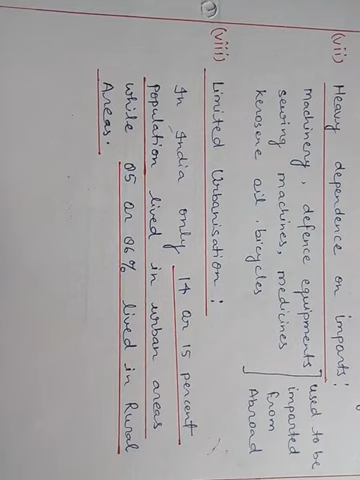 (vii) Heavy dependence on imports:
Machinery, defence equipments
sewing machines, medicines
kerosene oil, bicycles
used to be
imported
from
Abroad
(viii) Limited Urbanisation:
In India only 14 or 15 percent
population lived in urban areas
while 85 or 86% lived in Rural
Areas.